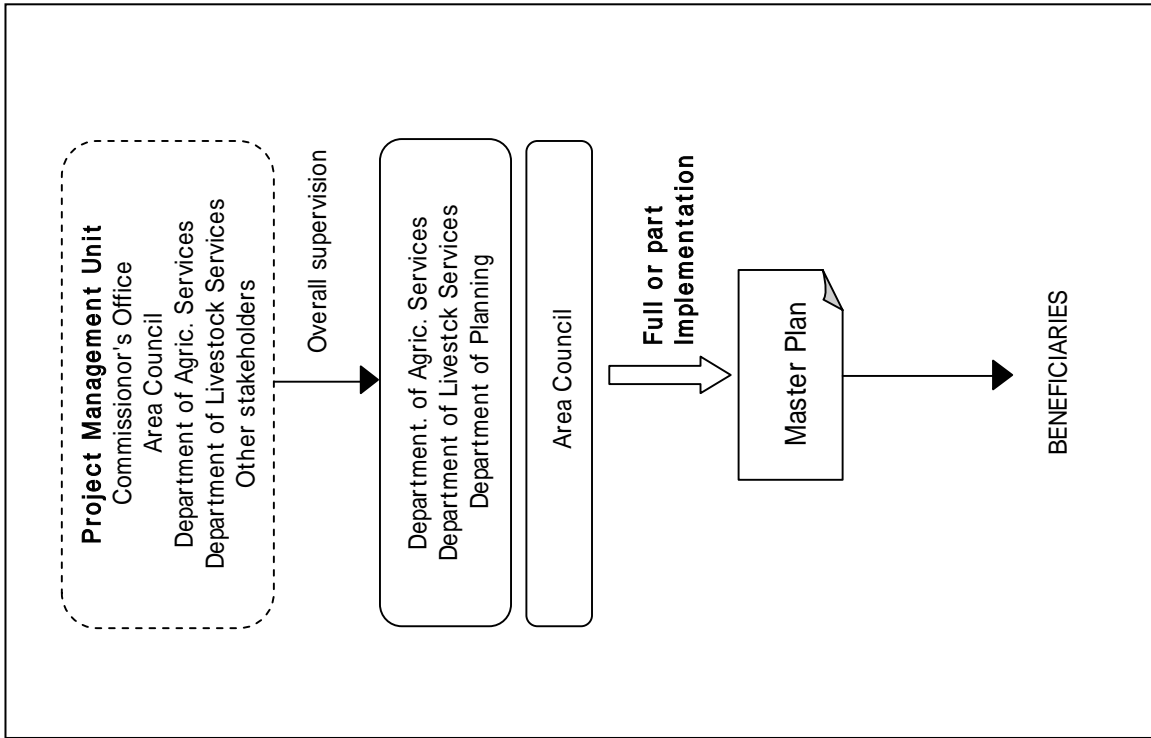 Project Management Unit
Commissionor's Office
Area Council
Department of Agric. Services
Department of Livestock Services
Other stakeholders
Overall supervision
Department. of Agric. Services
Department of Livestck Services
Department of Planning
Area Council
Full or part
Implementation
Master Plan
BENEFICIARIES